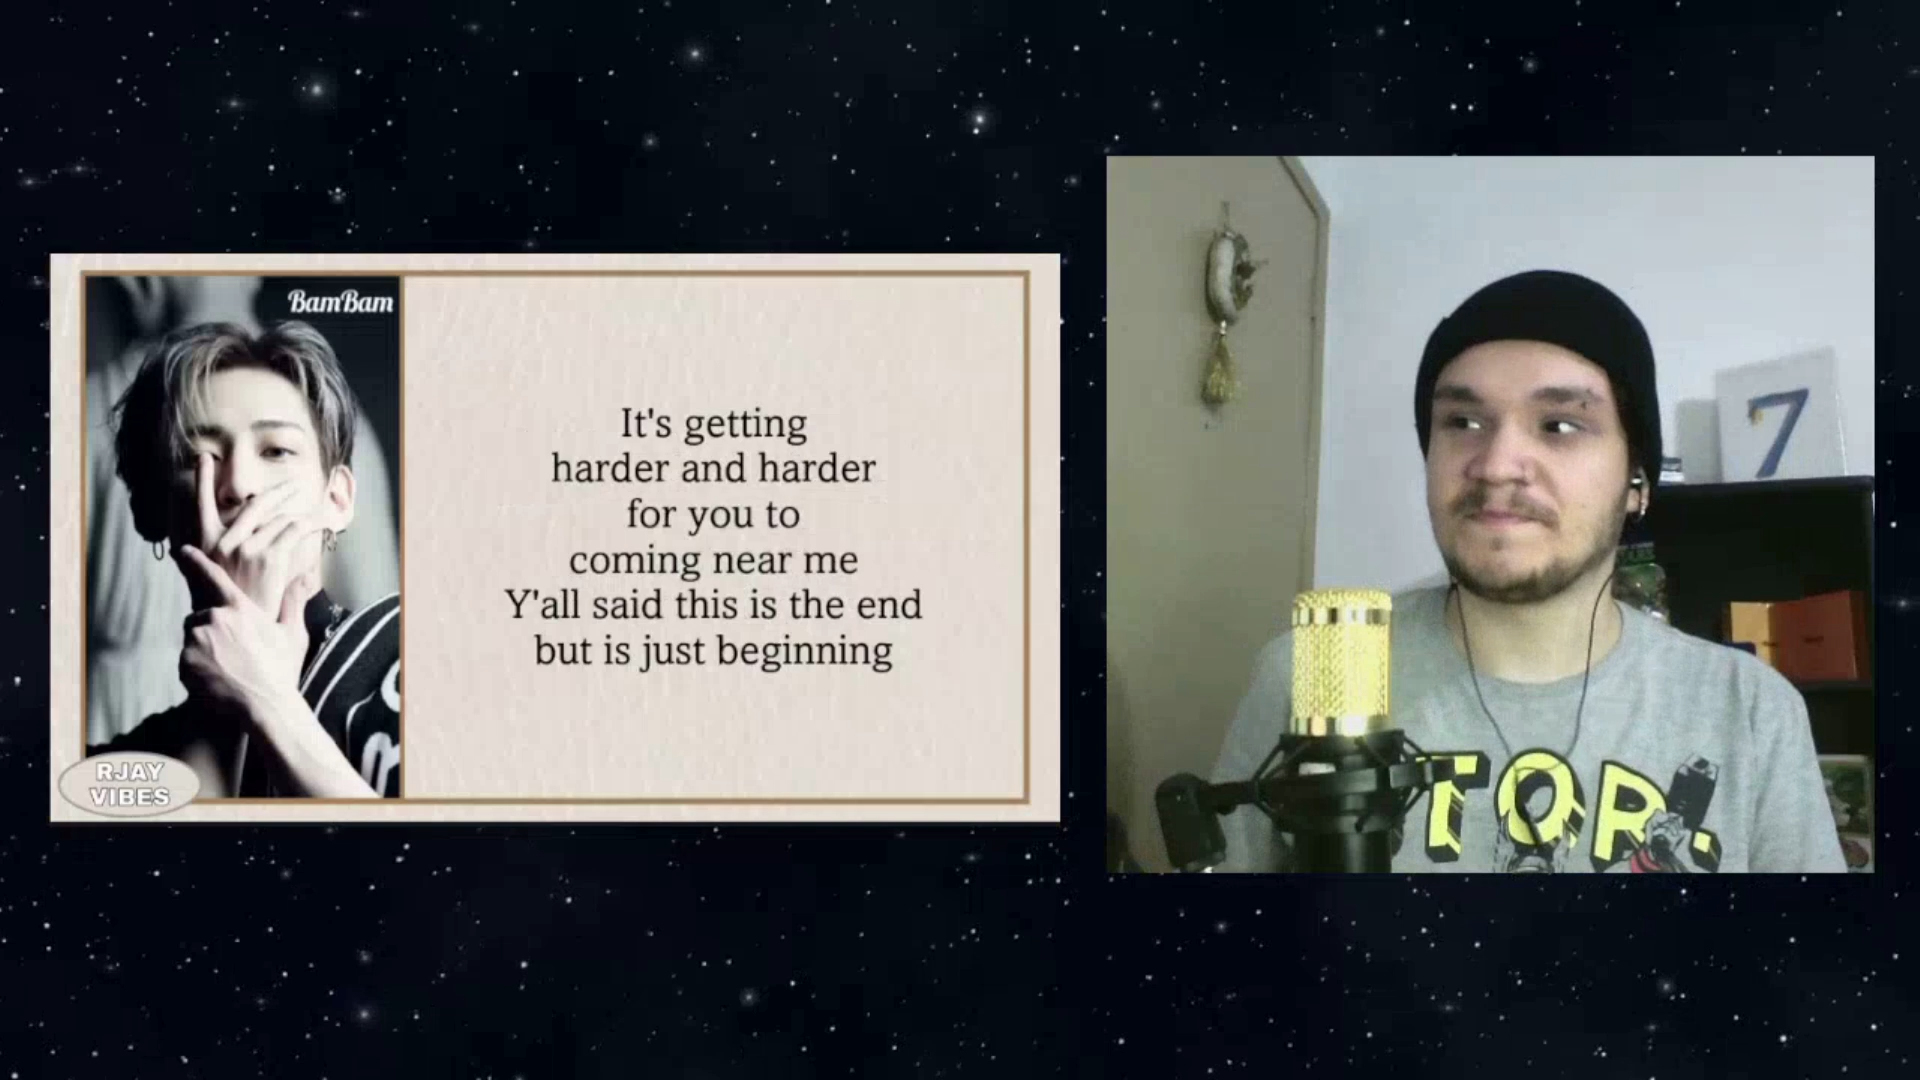 BamBam
It's getting
harder and harder
for you to
coming near me
Y'all said this is the end
but is just beginning
RJAY
VIBES
7
TOR.